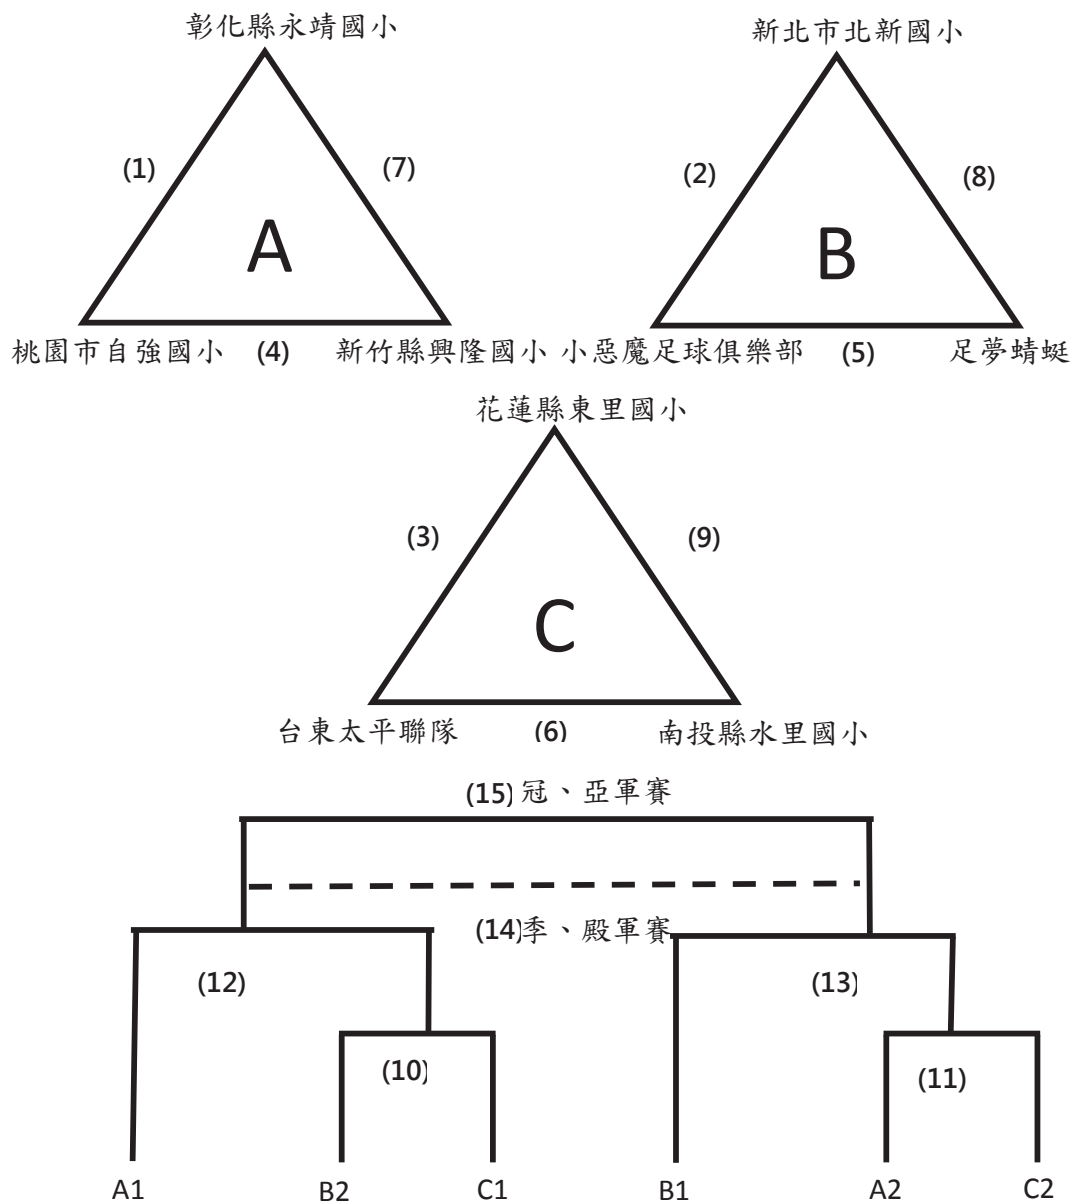 彰化縣永靖國小
新北市北新國小
(1)
(7)
(2)
(8)
A
B
桃園市自強國小 (4) 新竹縣興隆國小
小惡魔足球俱樂部 (5) 足夢蜻蜓
花蓮縣東里國小
(3)
(9)
C
台東太平聯隊 (6) 南投縣水里國小
(15) 冠、亞軍賽
(14)季、殿軍賽
(12)
(13)
(10)
(11)
A1 B2 C1 B1 A2 C2